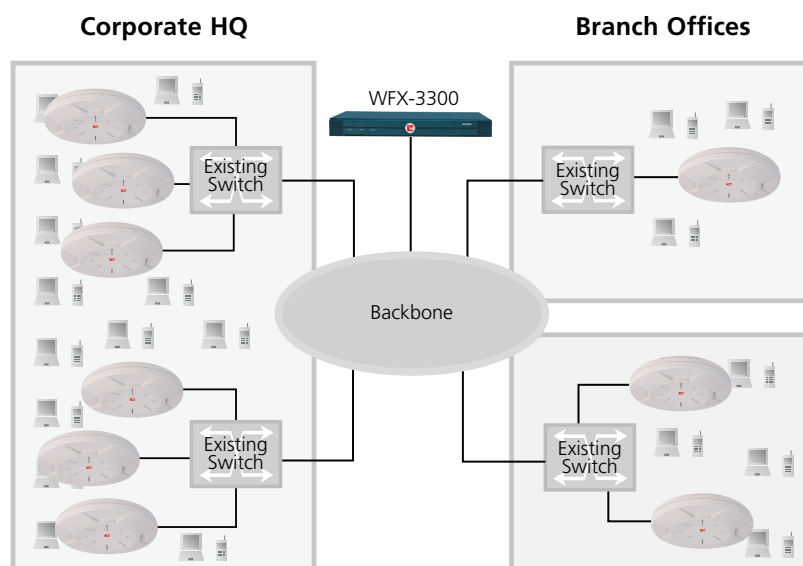 Corporate HQ
Branch Offices
WFX-3300
Existing
Switch
Existing
Switch
Backbone
Existing
Switch
Existing
Switch